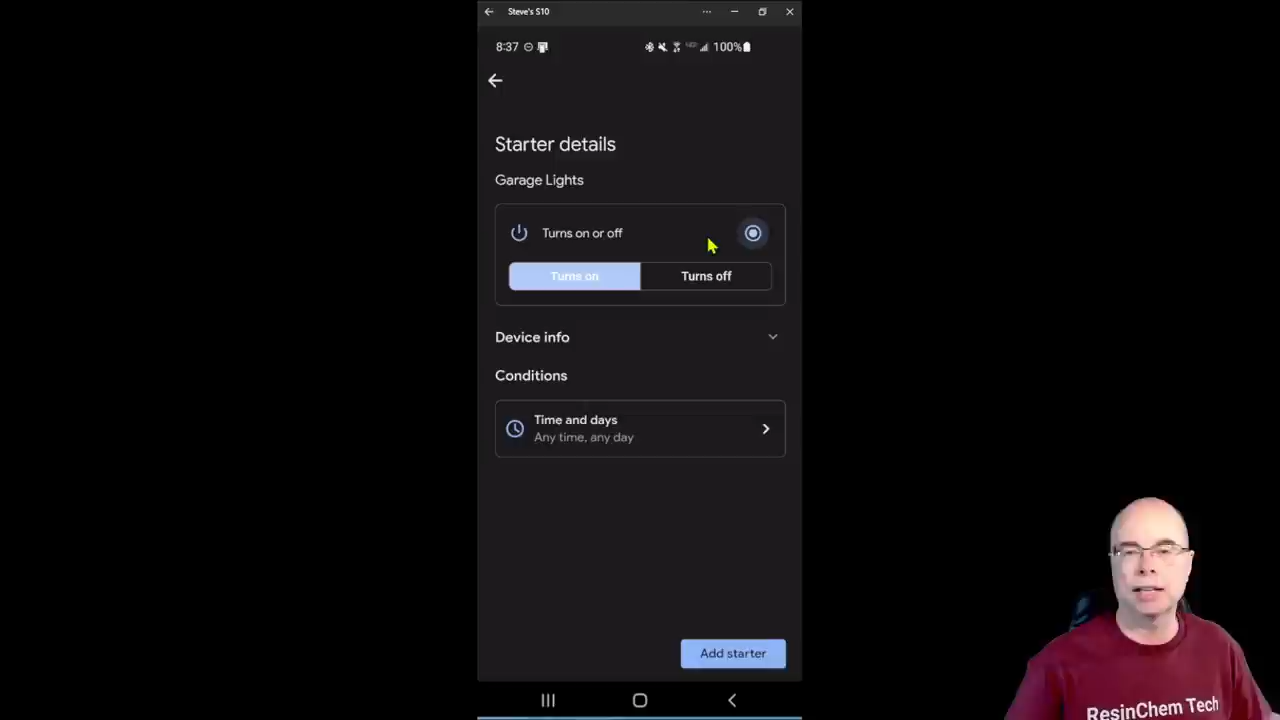 Steve's S10
8:37
100%
Starter details
Garage Lights
Turns on or off
Turns on
Turns off
Device info
Conditions
Time and days
Any time, any day
Add starter
ResinChem Tech